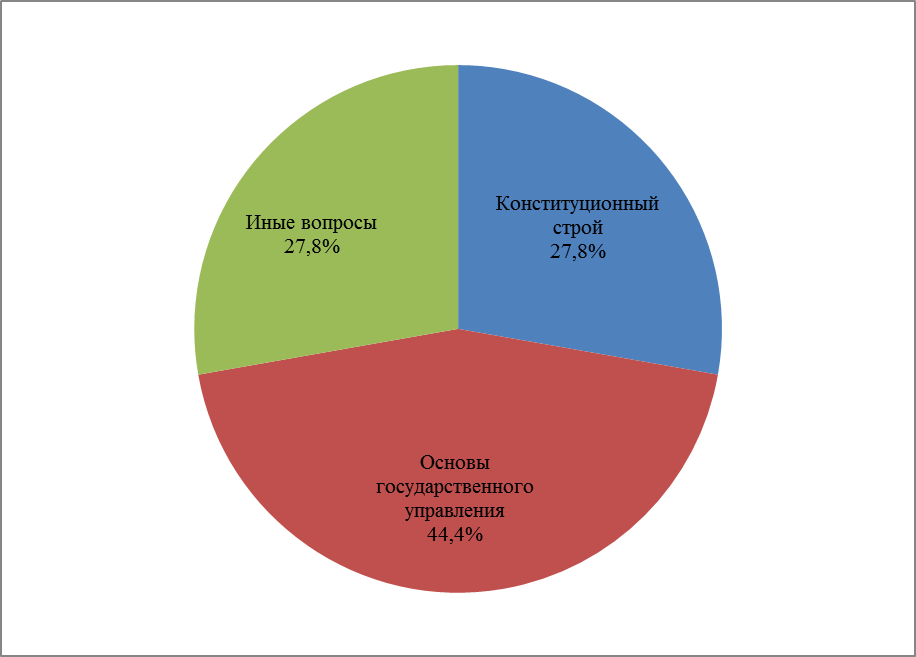 Иные вопросы
27,8%
Конституционный
строй
27,8%
Основы
государственного
управления
44,4%